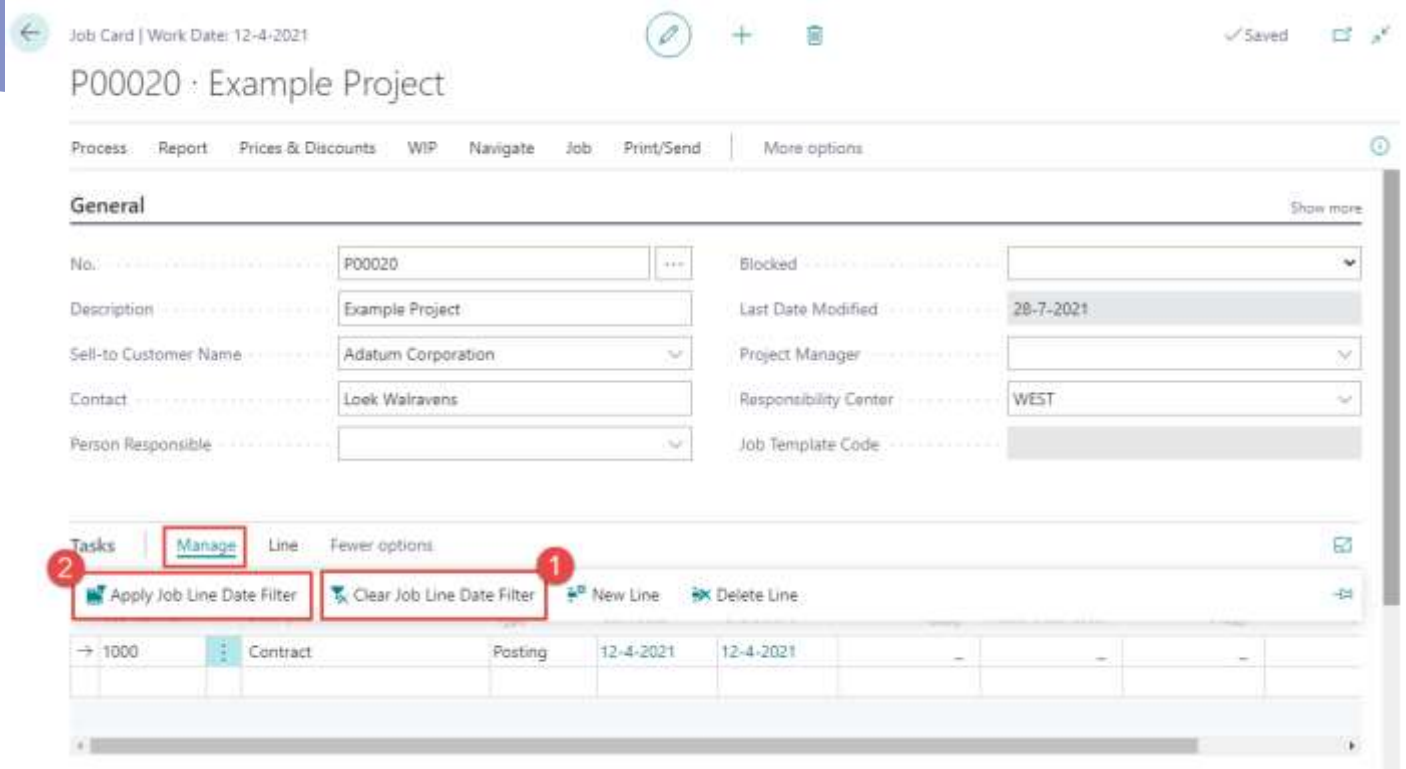 Job Card | Work Date: 12-4-2021
✓ Saved
P00020 · Example Project
Process Report Prices & Discounts WIP Navigate Job Print/Send | More options
General
Show more
No. P00020 ...
Blocked
Description Example Project
Last Date Modified 28-7-2021
Sell-to Customer Name Adatum Corporation
Project Manager
Contact Loek Walravens
Responsibility Center WEST
Person Responsible
Job Template Code
Tasks | Manage Line Fewer options
2
1
Apply Job Line Date Filter Clear Job Line Date Filter New Line Delete Line
→ 1000 Contract Posting 12-4-2021 12-4-2021 _ _ _